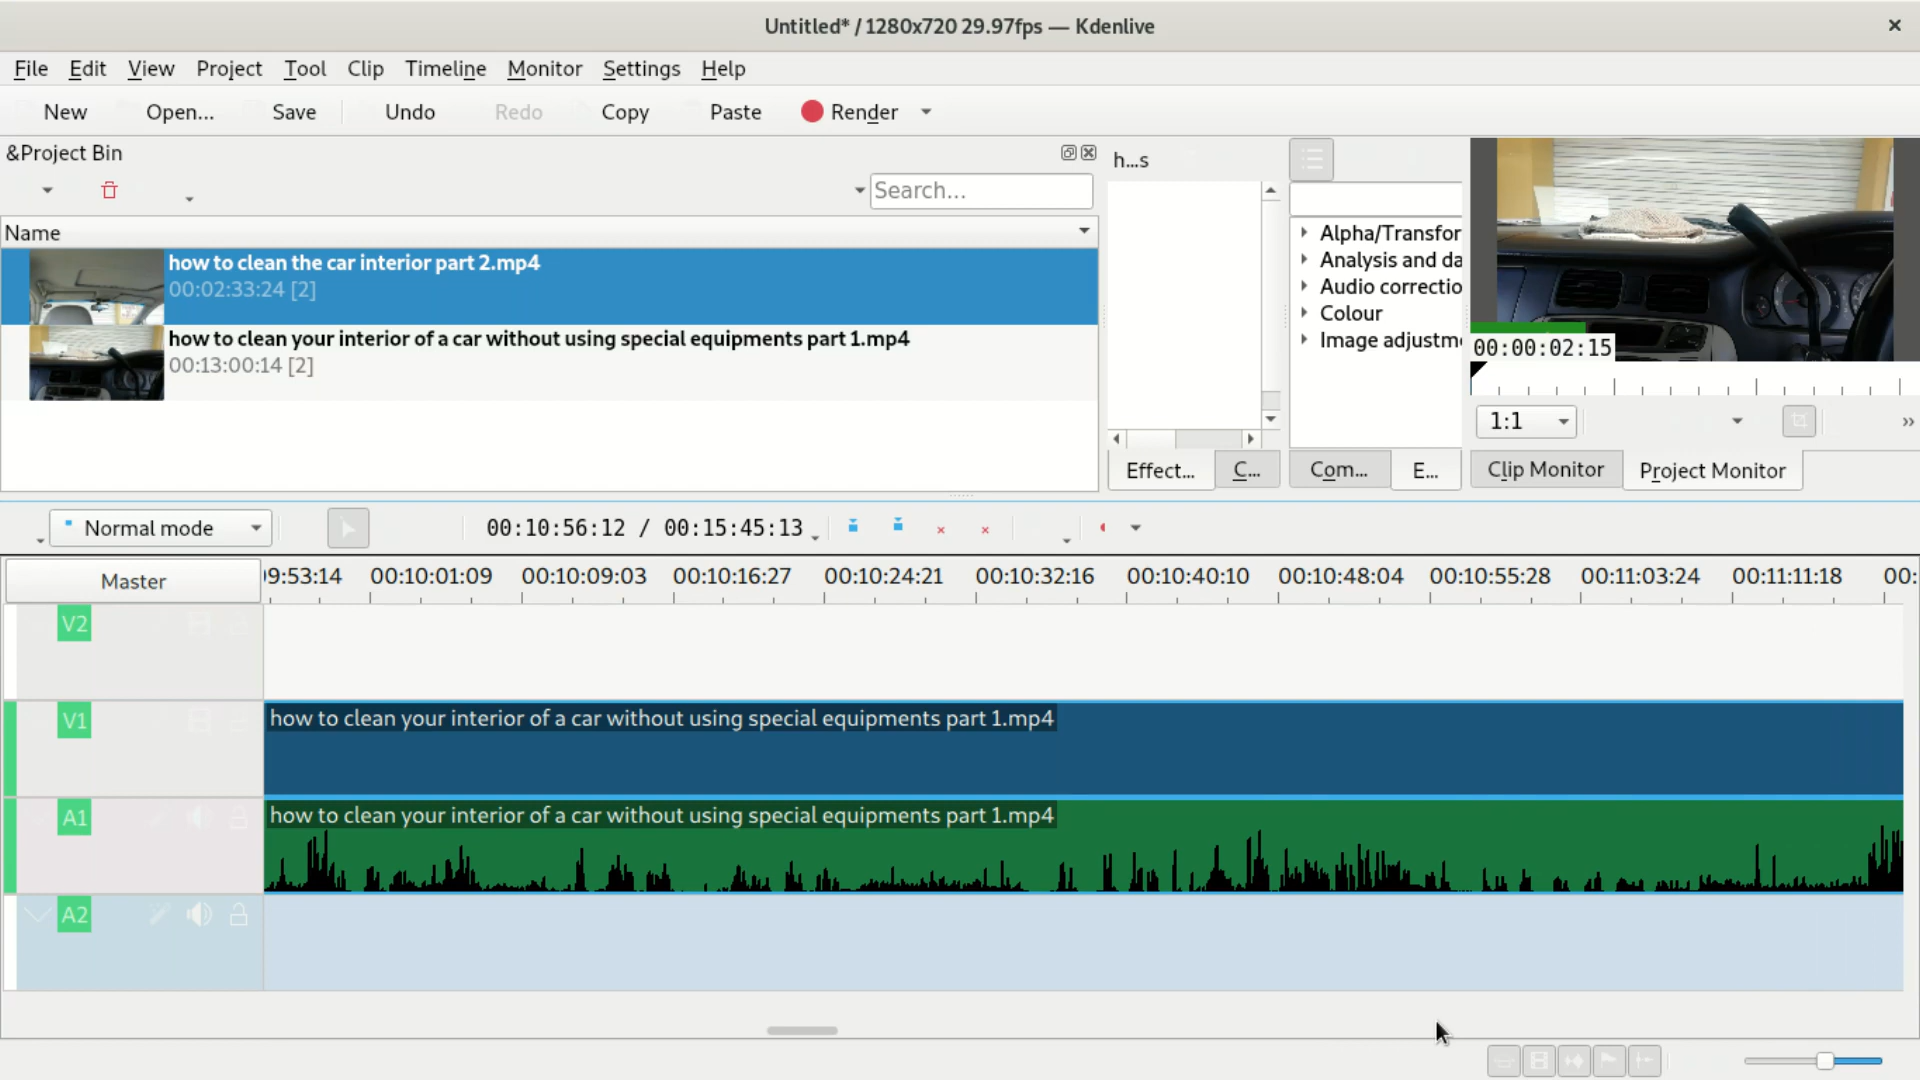 Untitled* / 1280x720 29.97fps — Kdenlive
File Edit View Project Tool Clip Timeline Monitor Settings Help
New Open... Save Undo Redo Copy Paste Render
&Project Bin
h...s
Search...
Name
how to clean the car interior part 2.mp4
00:02:33:24 [2]
how to clean your interior of a car without using special equipments part 1.mp4
00:13:00:14 [2]
Alpha/Transfor
Analysis and da
Audio correctio
Colour
Image adjustme
00:00:02:15
1:1
»
Effect... C... Com... E... Clip Monitor Project Monitor
Normal mode 00:10:56:12 / 00:15:45:13
Master 9:53:14 00:10:01:09 00:10:09:03 00:10:16:27 00:10:24:21 00:10:32:16 00:10:40:10 00:10:48:04 00:10:55:28 00:11:03:24 00:11:11:18 00:
V2
V1 how to clean your interior of a car without using special equipments part 1.mp4
A1 how to clean your interior of a car without using special equipments part 1.mp4
A2